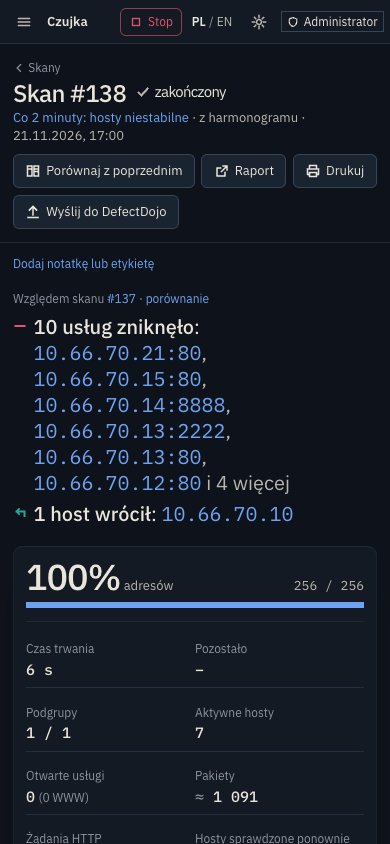 Czujka Stop PL / EN Administrator
Skany
Skan #138 zakończony
Co 2 minuty: hosty niestabilne · z harmonogramu ·
21.11.2026, 17:00
Porównaj z poprzednim Raport Drukuj
Wyślij do DefectDojo
Dodaj notatkę lub etykietę
Względem skanu #137 · porównanie
10 usług zniknęło:
10.66.70.21:80,
10.66.70.15:80,
10.66.70.14:8888,
10.66.70.13:2222,
10.66.70.13:80,
10.66.70.12:80 i 4 więcej
1 host wrócił: 10.66.70.10
100% adresów 256 / 256
Czas trwania Pozostało
6 s –
Podgrupy Aktywne hosty
1 / 1 7
Otwarte usługi Pakiety
0 (0 WWW) ≈ 1 091
Żądania HTTP Hosty sprawdzone ponownie